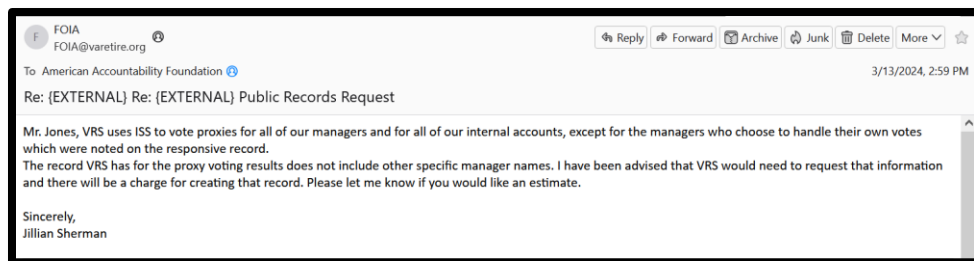 F
FOIA
FOIA@varetire.org
Reply Forward Archive Junk Delete More
To American Accountability Foundation
3/13/2024, 2:59 PM
Re: {EXTERNAL} Re: {EXTERNAL} Public Records Request
Mr. Jones, VRS uses ISS to vote proxies for all of our managers and for all of our internal accounts, except for the managers who choose to handle their own votes
which were noted on the responsive record.
The record VRS has for the proxy voting results does not include other specific manager names. I have been advised that VRS would need to request that information
and there will be a charge for creating that record. Please let me know if you would like an estimate.
Sincerely,
Jillian Sherman